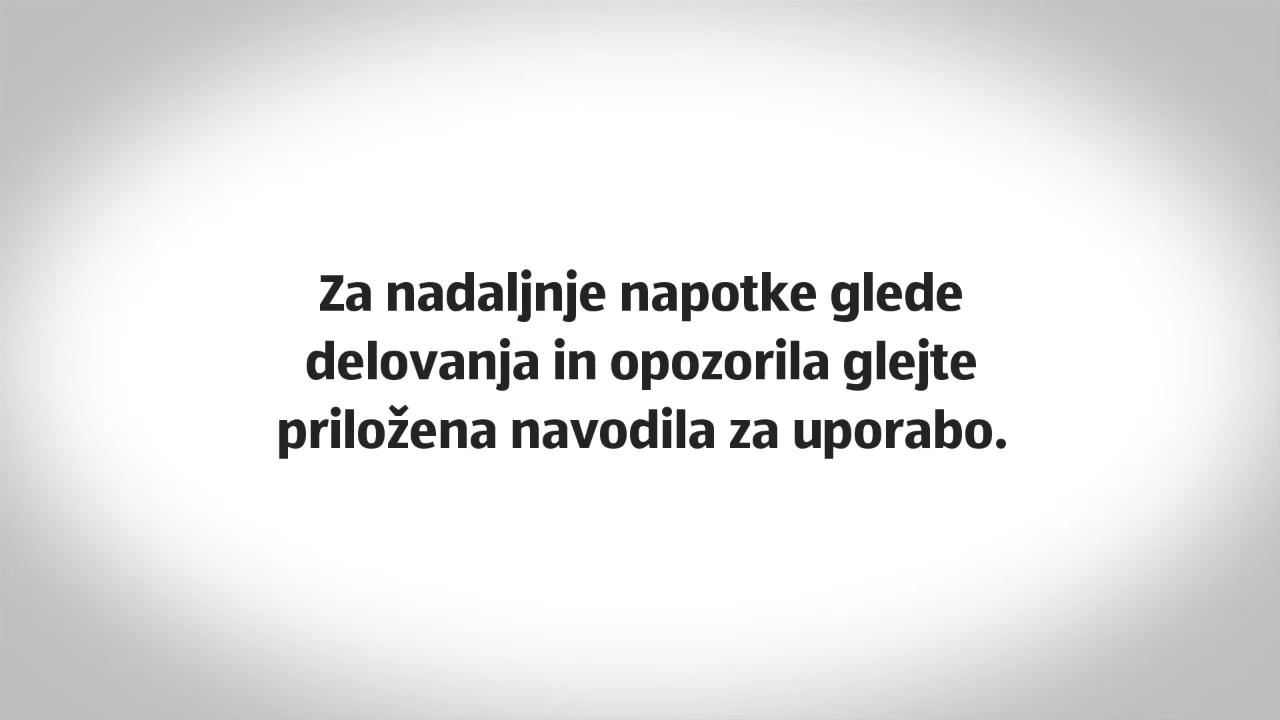 Za nadaljnje napotke glede
delovanja in opozorila glejte
priložena navodila za uporabo.